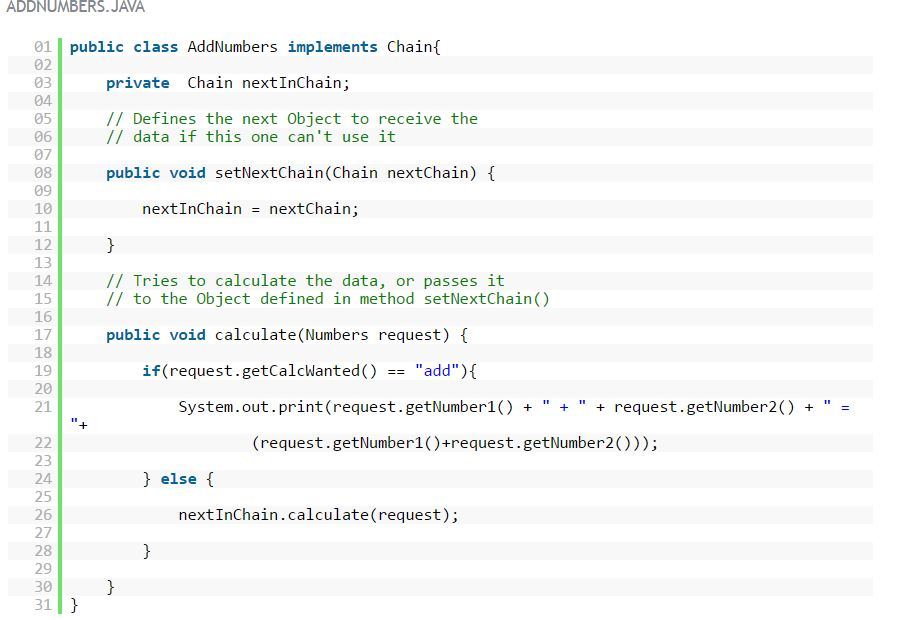 ADDNUMBERS.JAVA
01 public class AddNumbers implements Chain{
02
03     private  Chain nextInChain;
04
05     // Defines the next Object to receive the
06     // data if this one can't use it
07
08     public void setNextChain(Chain nextChain) {
09
10         nextInChain = nextChain;
11
12     }
13
14     // Tries to calculate the data, or passes it
15     // to the Object defined in method setNextChain()
16
17     public void calculate(Numbers request) {
18
19         if(request.getCalcWanted() == "add"){
20
21             System.out.print(request.getNumber1() + " + " + request.getNumber2() + " =
"+
22                     (request.getNumber1()+request.getNumber2()));
23
24         } else {
25
26             nextInChain.calculate(request);
27
28         }
29
30     }
31 }